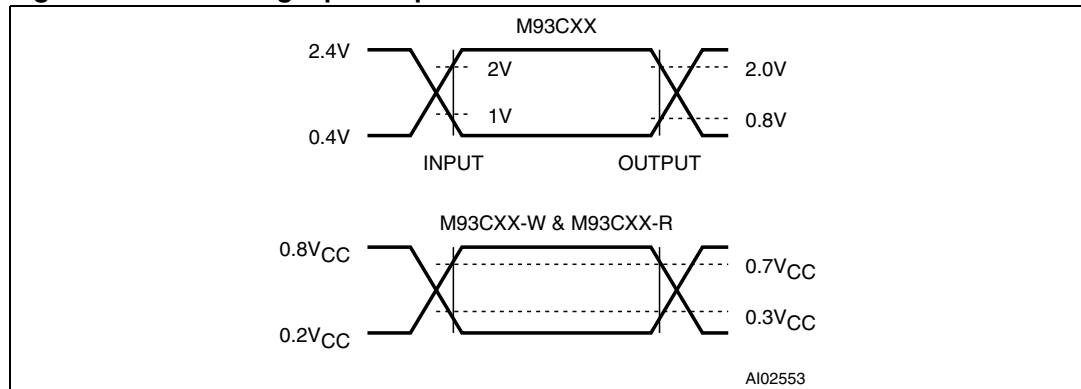 M93CXX
2.4V
2V
2.0V
1V
0.8V
0.4V
INPUT OUTPUT
M93CXX-W & M93CXX-R
0.8VCC
0.7VCC
0.3VCC
0.2VCC
AI02553